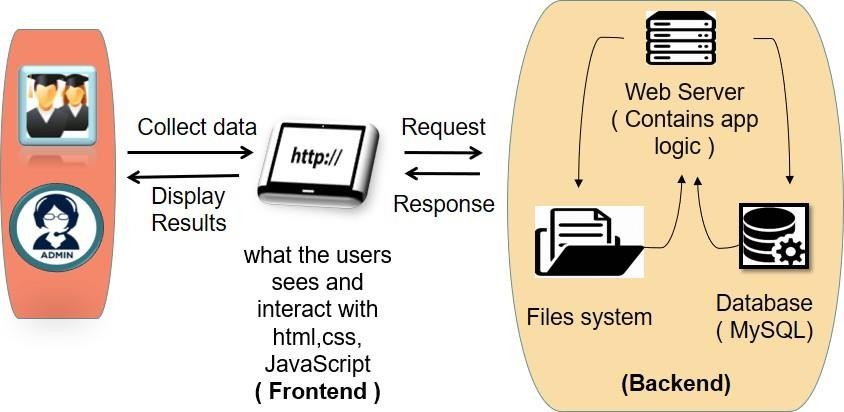 Collect data
Display
Results
ADMIN
http://
what the users
sees and
interact with
html,css,
JavaScript
( Frontend )
Request
Response
Web Server
( Contains app
logic )
Files system
Database
( MySQL)
(Backend)